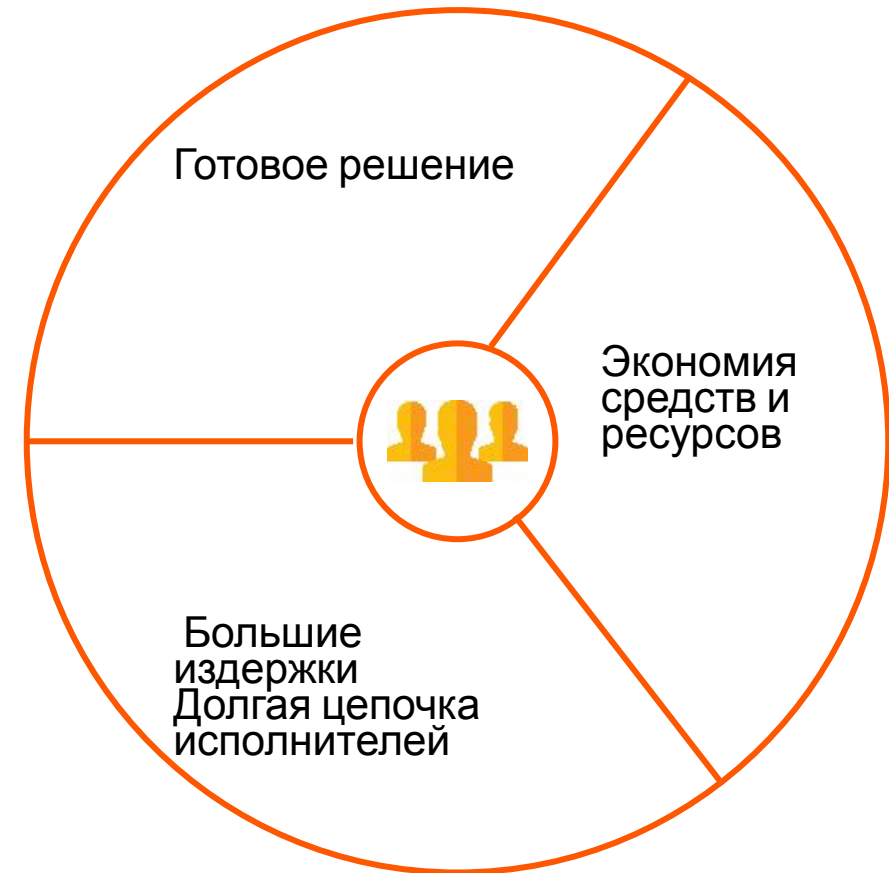 Готовое решение
Экономия
средств и
ресурсов
Большие
издержки
Долгая цепочка
исполнителей